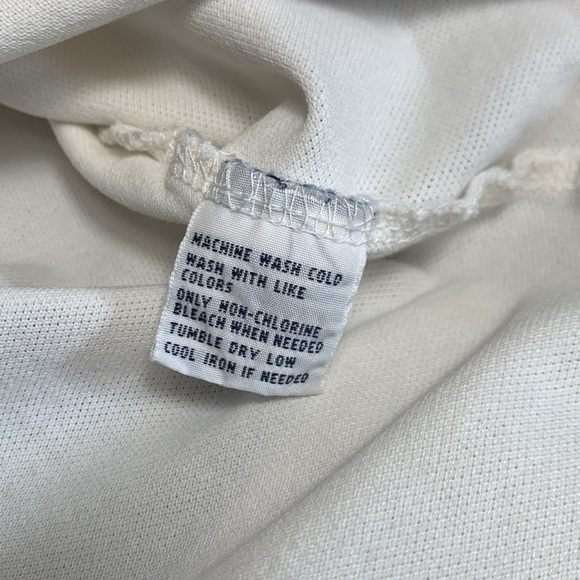 MACHINE WASH COLD
WASH WITH LIKE
COLORS
ONLY NON-CHLORINE
BLEACH WHEN NEEDED
TUMBLE DRY LOW
COOL IRON IF NEEDED